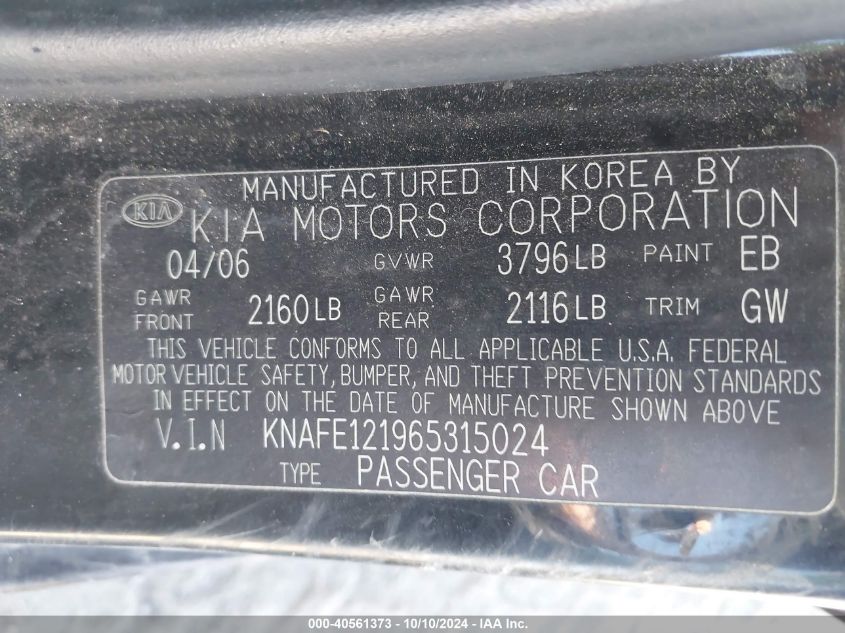 MANUFACTURED IN KOREA BY
KIA KIA MOTORS CORPORATION
04/06 GVWR 3796LB PAINT EB
GAWR FRONT 2160LB GAWR REAR 2116LB TRIM GW
THIS VEHICLE CONFORMS TO ALL APPLICABLE U.S.A. FEDERAL
MOTOR VEHICLE SAFETY, BUMPER, AND THEFT PREVENTION STANDARDS
IN EFFECT ON THE DATE OF MANUFACTURE SHOWN ABOVE
V.I.N KNAFE121965315024
TYPE PASSENGER CAR
000-40561373 - 10/10/2024 - IAA Inc.